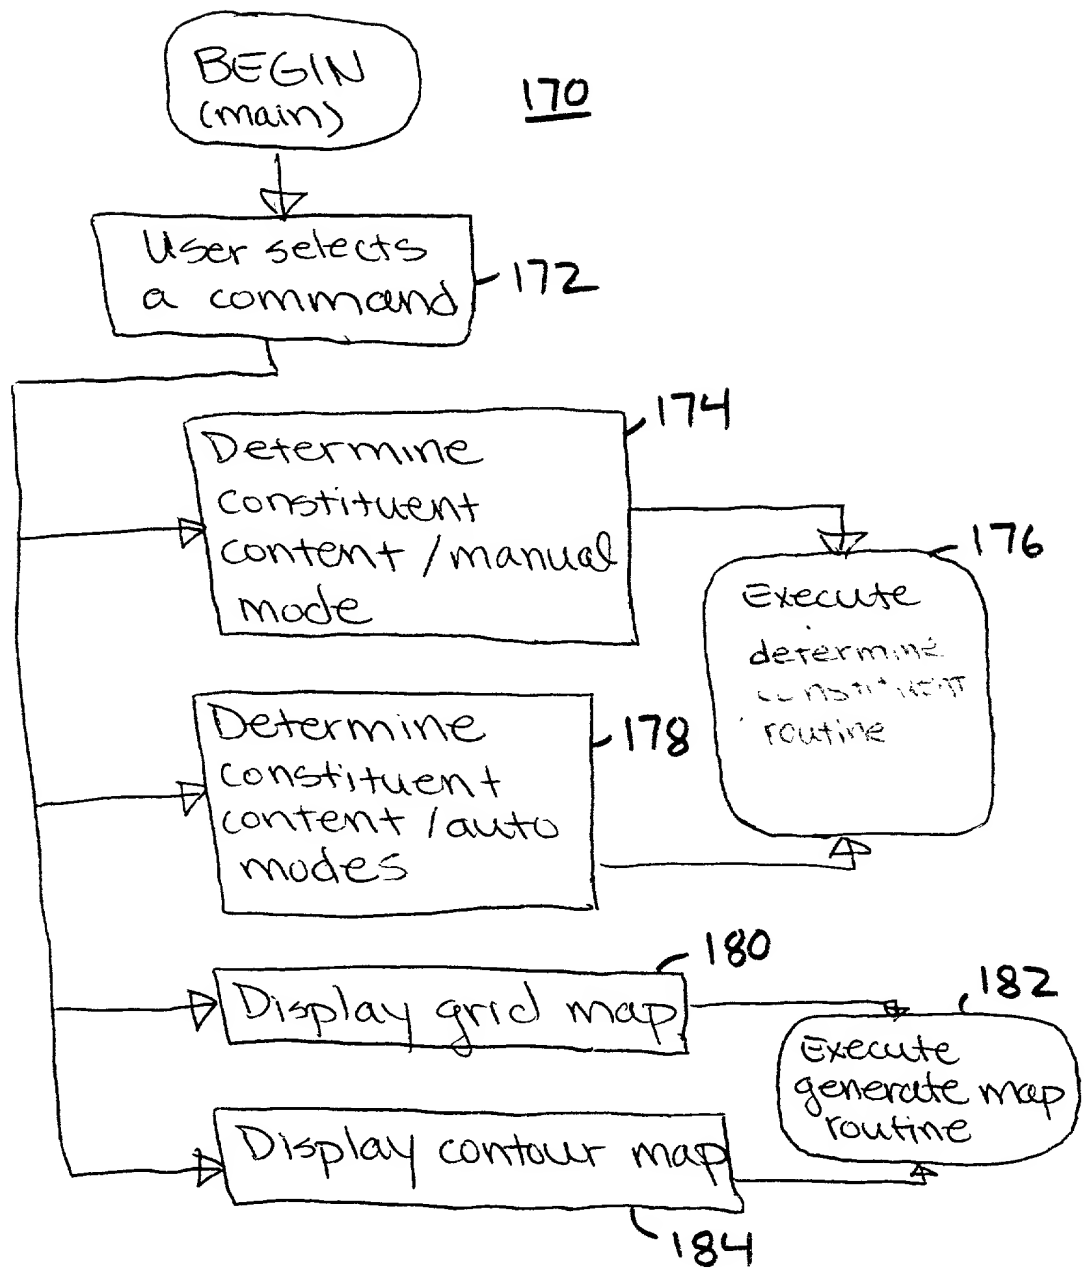 BEGIN
(main)
170
User selects
a command
172
174
Determine
constituent
content/manual
mode
176
Execute
determine
constituent
routine
Determine
constituent
content/auto
modes
178
180
Display grid map
182
Execute
generate map
routine
Display contour map
184